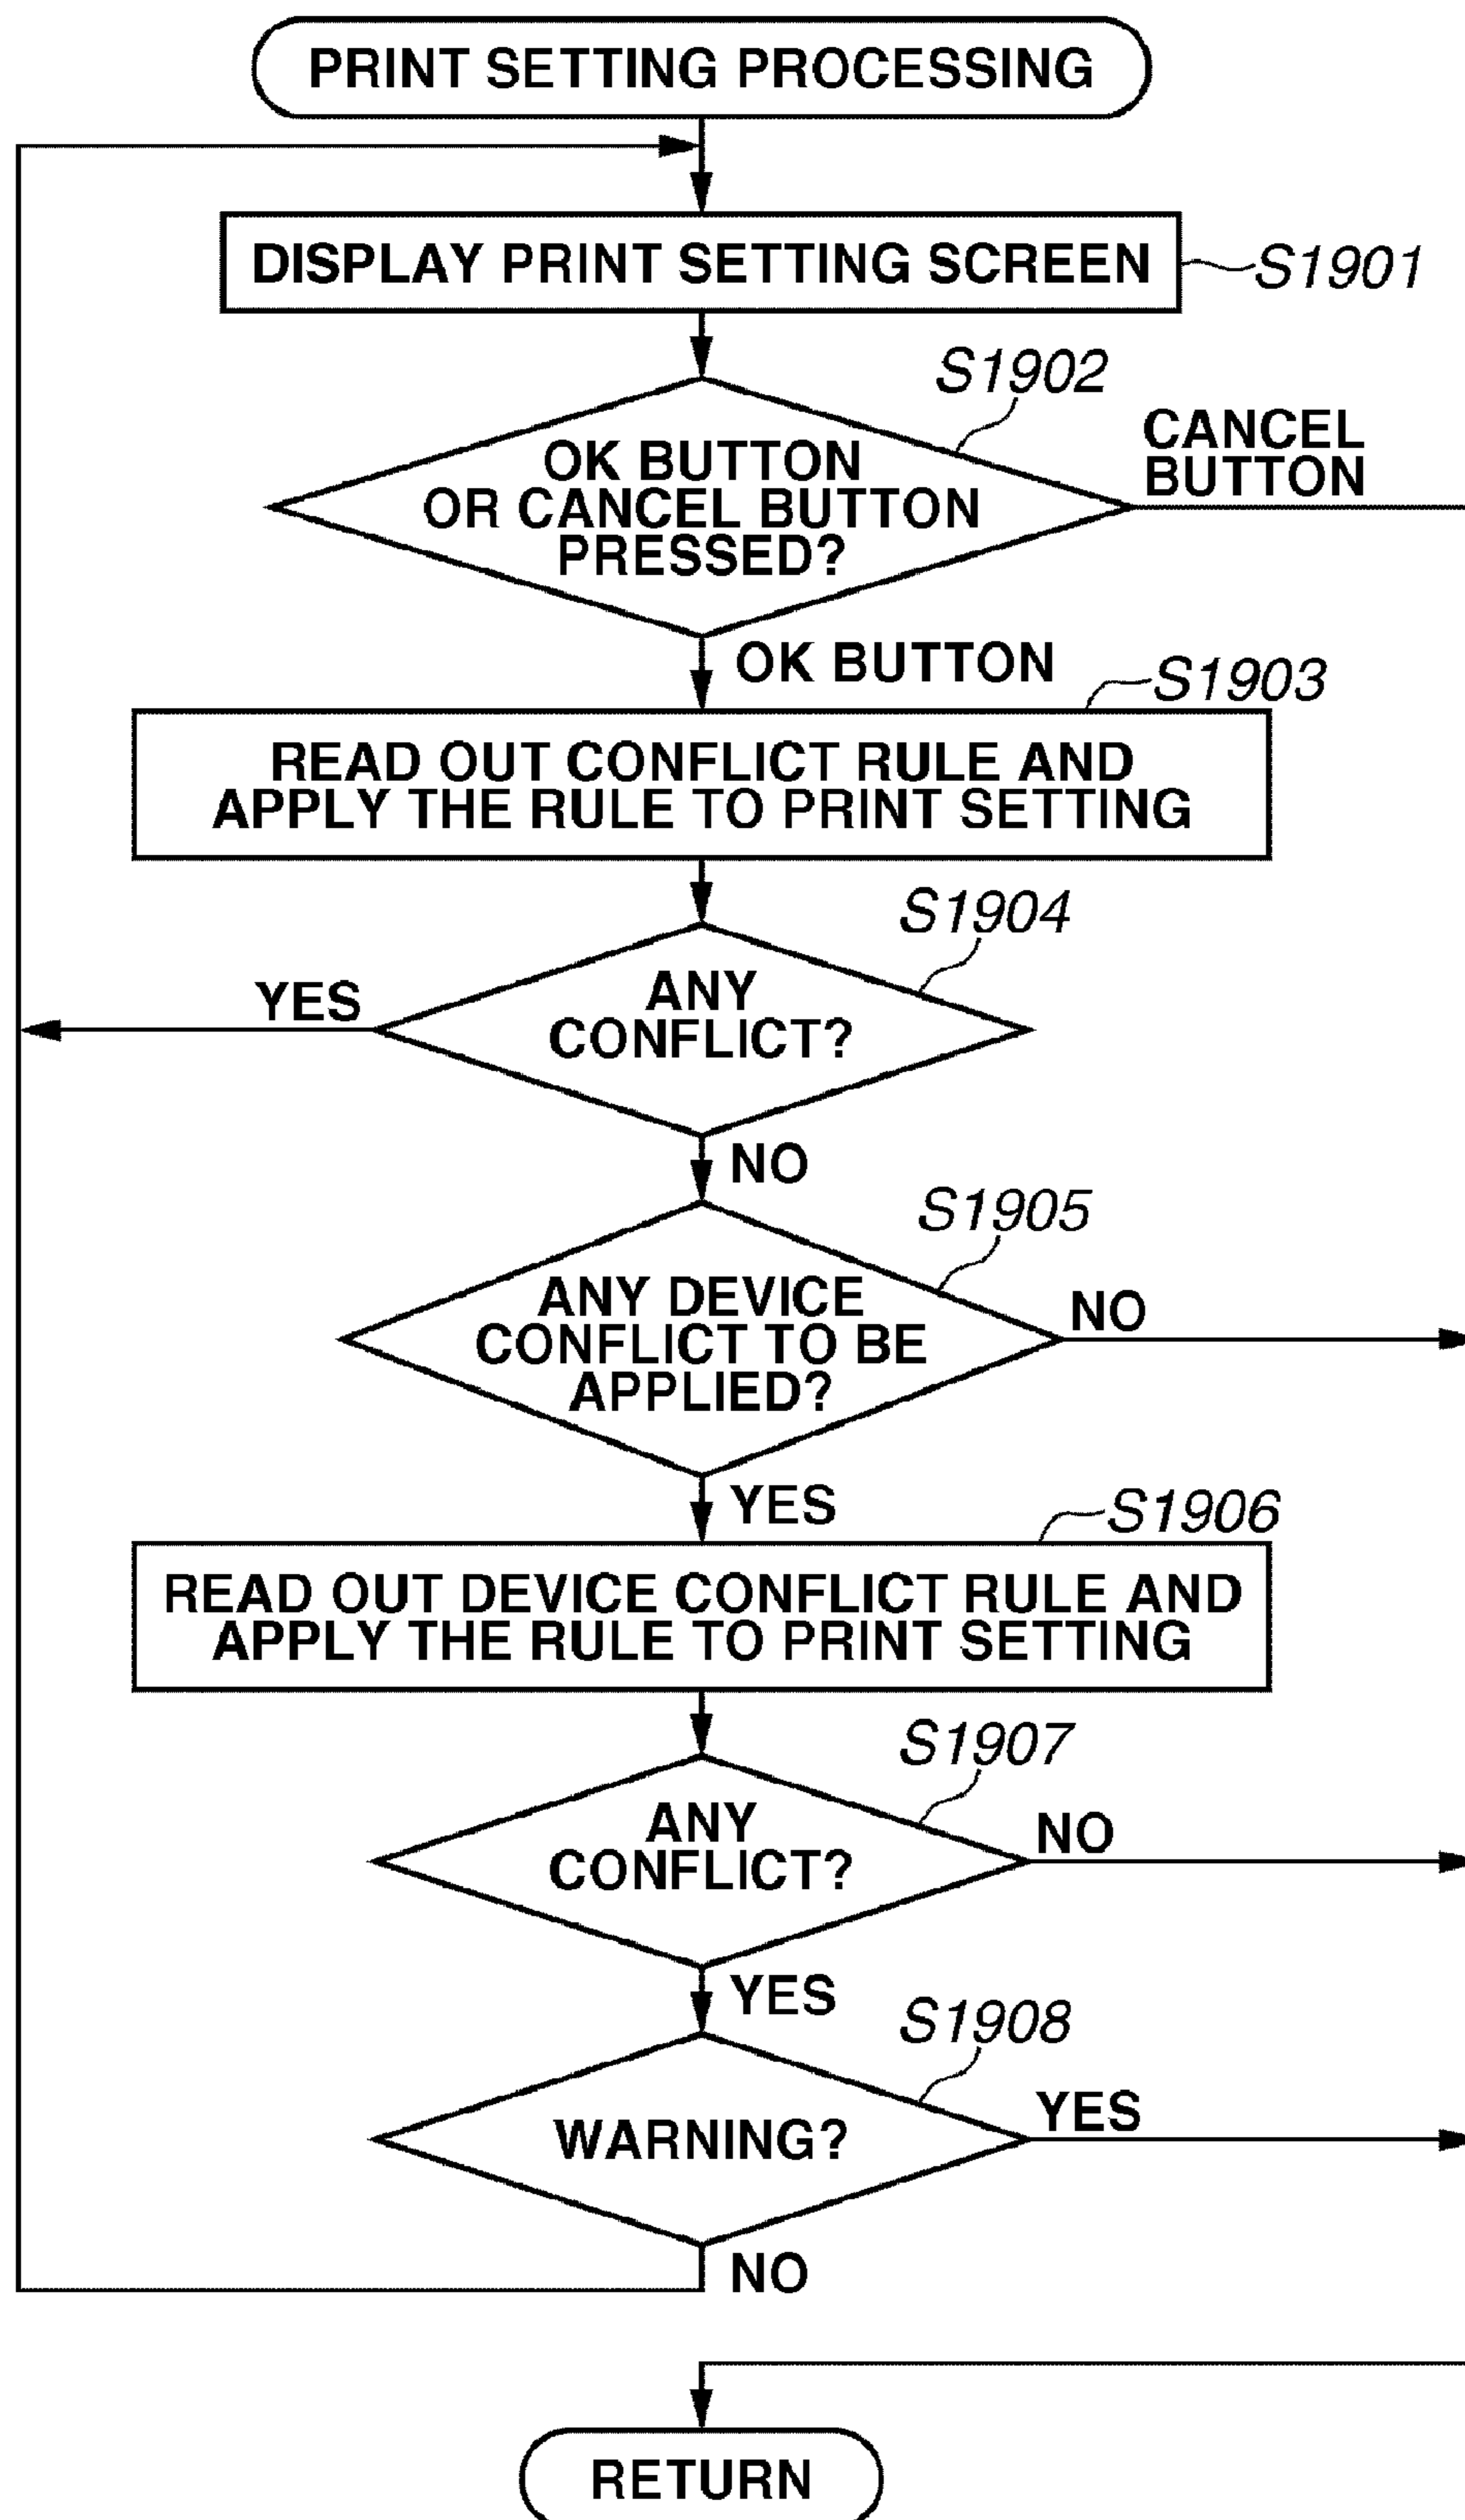 PRINT SETTING PROCESSING
DISPLAY PRINT SETTING SCREEN
S1901
S1902
OK BUTTON
OR CANCEL BUTTON
PRESSED?
CANCEL
BUTTON
OK BUTTON
S1903
READ OUT CONFLICT RULE AND
APPLY THE RULE TO PRINT SETTING
S1904
ANY
CONFLICT?
YES
NO
S1905
ANY DEVICE
CONFLICT TO BE
APPLIED?
NO
YES
S1906
READ OUT DEVICE CONFLICT RULE AND
APPLY THE RULE TO PRINT SETTING
S1907
ANY
CONFLICT?
NO
YES
S1908
WARNING?
YES
NO
RETURN